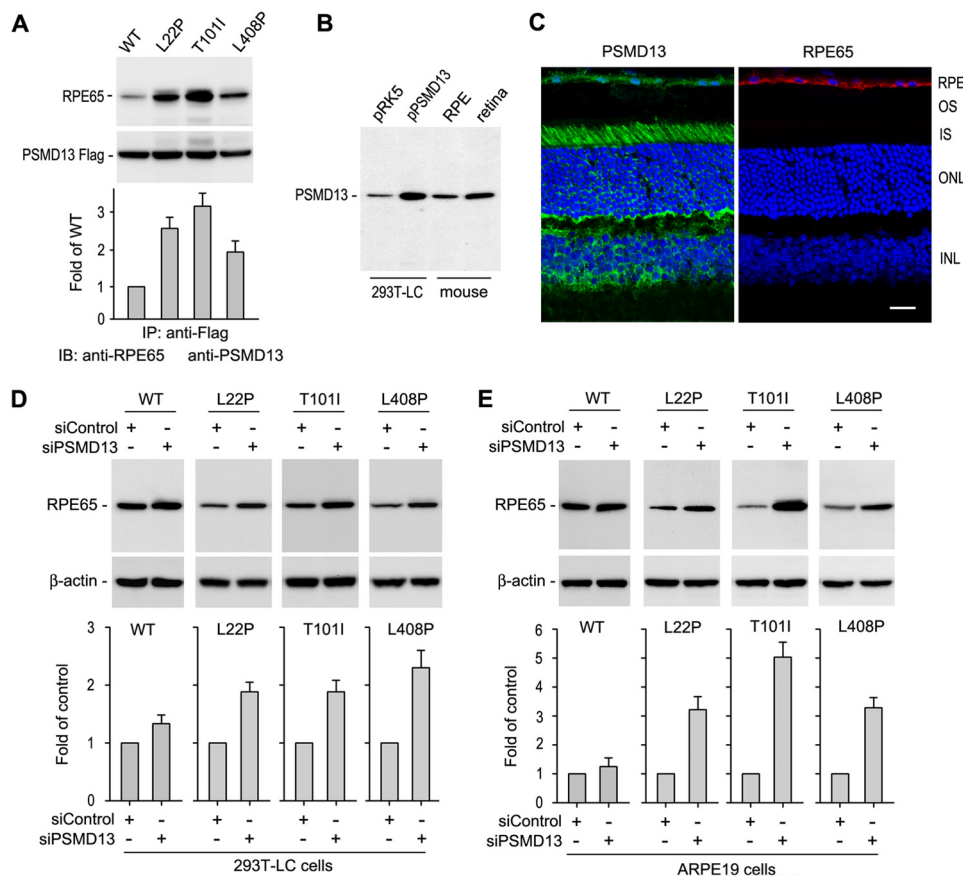 A
WT L22P T101I L408P
RPE65
PSMD13 Flag -
Fold of WT
3
2
1
0
IP: anti-Flag
IB: anti-RPE65 anti-PSMD13
B
pRK5 pPSMD13 RPE retina
PSMD13 -
293T-LC mouse
C
PSMD13 RPE65
RPE
OS
IS
ONL
INL
D
WT L22P T101I L408P
siControl + - + - + - + -
siPSMD13 - + - + - + - +
RPE65 -
β-actin -
WT L22P T101I L408P
Fold of control
3
2
1
0
siControl + - + - + - + -
siPSMD13 - + - + - + - +
293T-LC cells
E
WT L22P T101I L408P
siControl + - + - + - + -
siPSMD13 - + - + - + - +
RPE65 -
β-actin -
WT L22P T101I L408P
Fold of control
6
5
4
3
2
1
0
siControl + - + - + - + -
siPSMD13 - + - + - + - +
ARPE19 cells